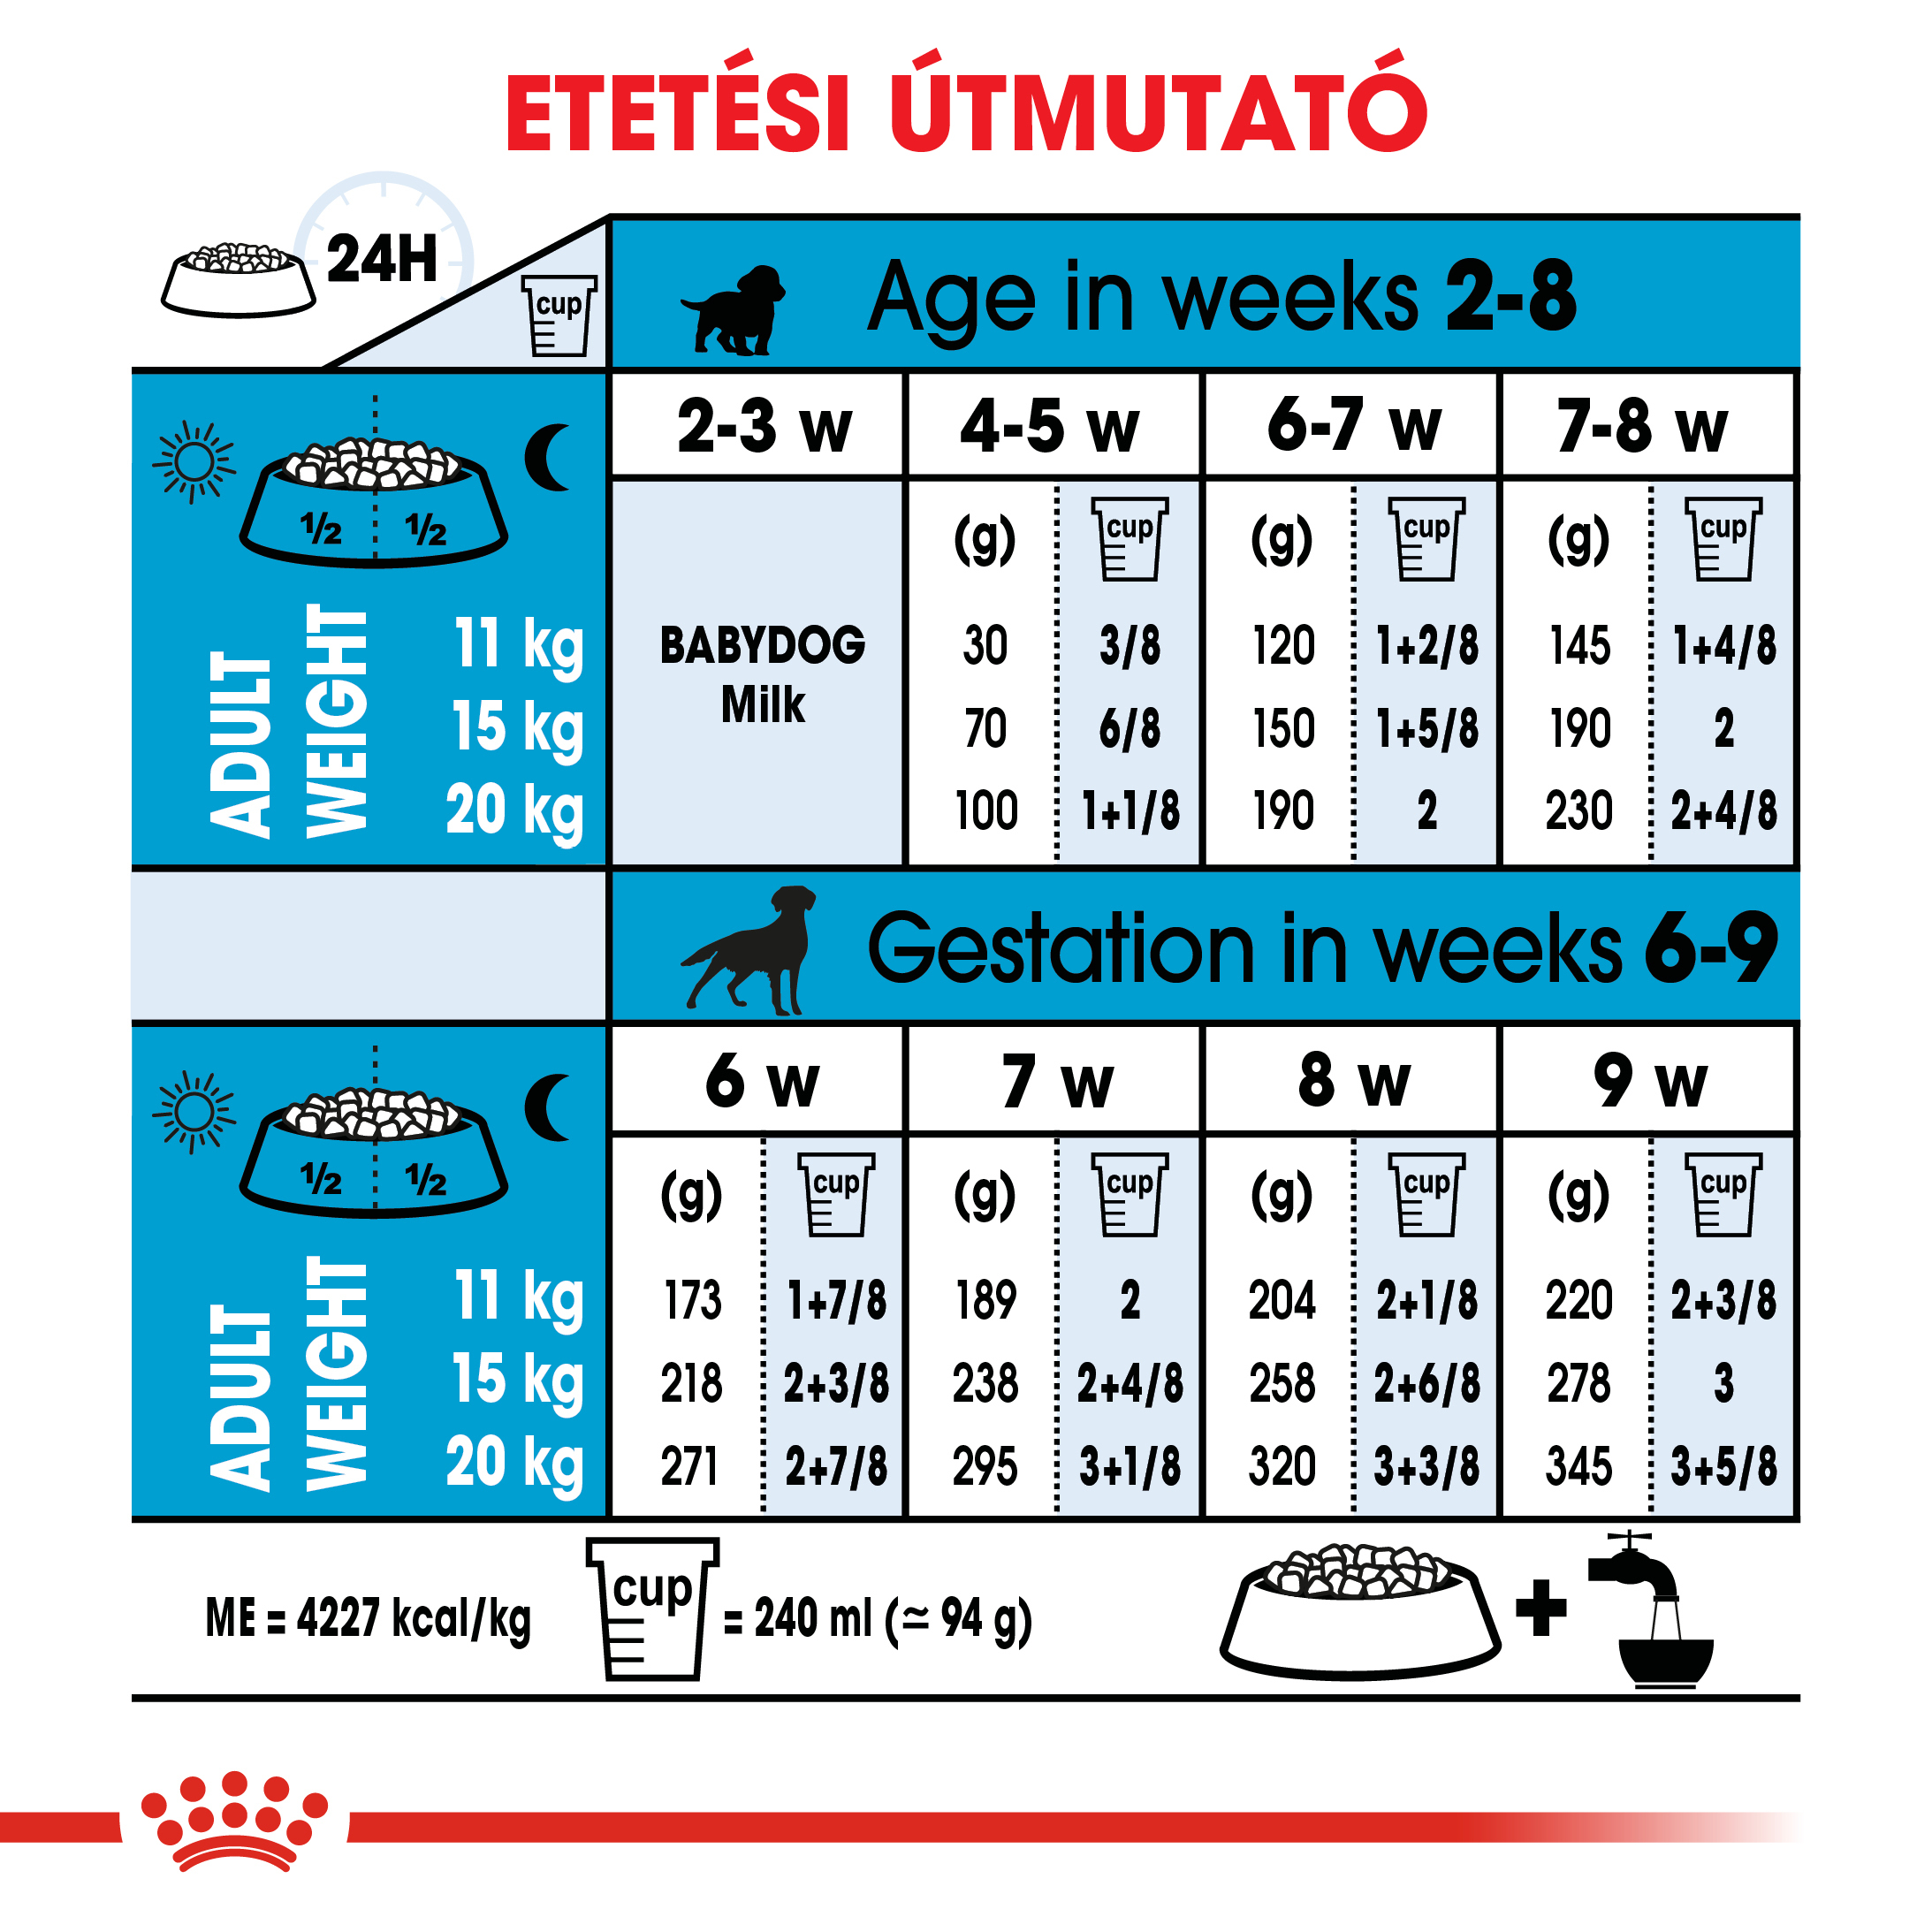 ETETÉSI ÚTMUTATÓ
24H
cup
Age in weeks 2-8
2-3 w 4-5 w 6-7 w 7-8 w
½ ½
(g) cup (g) cup (g) cup
ADULT
WEIGHT
BABYDOG
Milk
11 kg 30 3/8 120 1+2/8 145 1+4/8
15 kg 70 6/8 150 1+5/8 190 2
20 kg 100 1+1/8 190 2 230 2+4/8
Gestation in weeks 6-9
6 w 7 w 8 w 9 w
½ ½
(g) cup (g) cup (g) cup (g) cup
ADULT
WEIGHT
11 kg 173 1+7/8 189 2 204 2+1/8 220 2+3/8
15 kg 218 2+3/8 238 2+4/8 258 2+6/8 278 3
20 kg 271 2+7/8 295 3+1/8 320 3+3/8 345 3+5/8
ME = 4227 kcal/kg cup = 240 ml (≃ 94 g) +